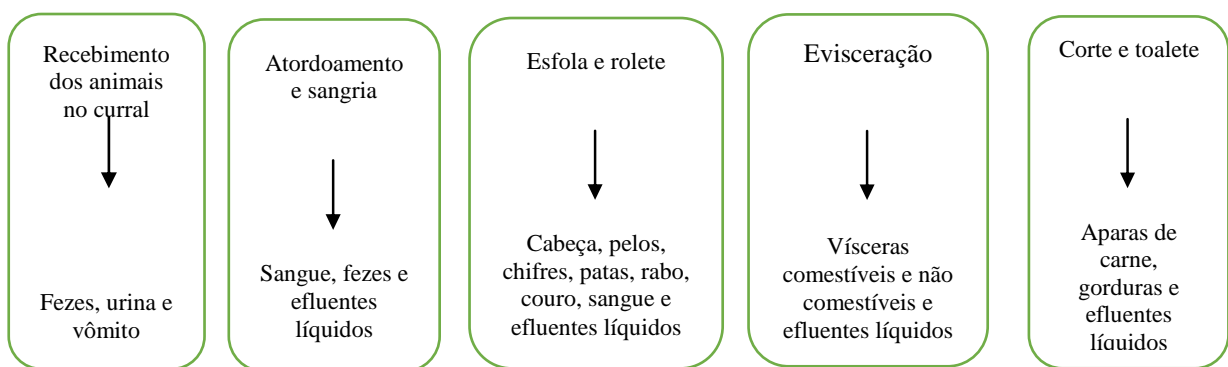 Recebimento
dos animais
no curral
Fezes, urina e
vômito
Atordoamento
e sangria
Sangue, fezes e
efluentes
líquidos
Esfola e rolete
Cabeça, pelos,
chifres, patas, rabo,
couro, sangue e
efluentes líquidos
Evisceração
Vísceras
comestíveis e não
comestíveis e
efluentes líquidos
Corte e toalete
Aparas de
carne,
gorduras e
efluentes
líquidos